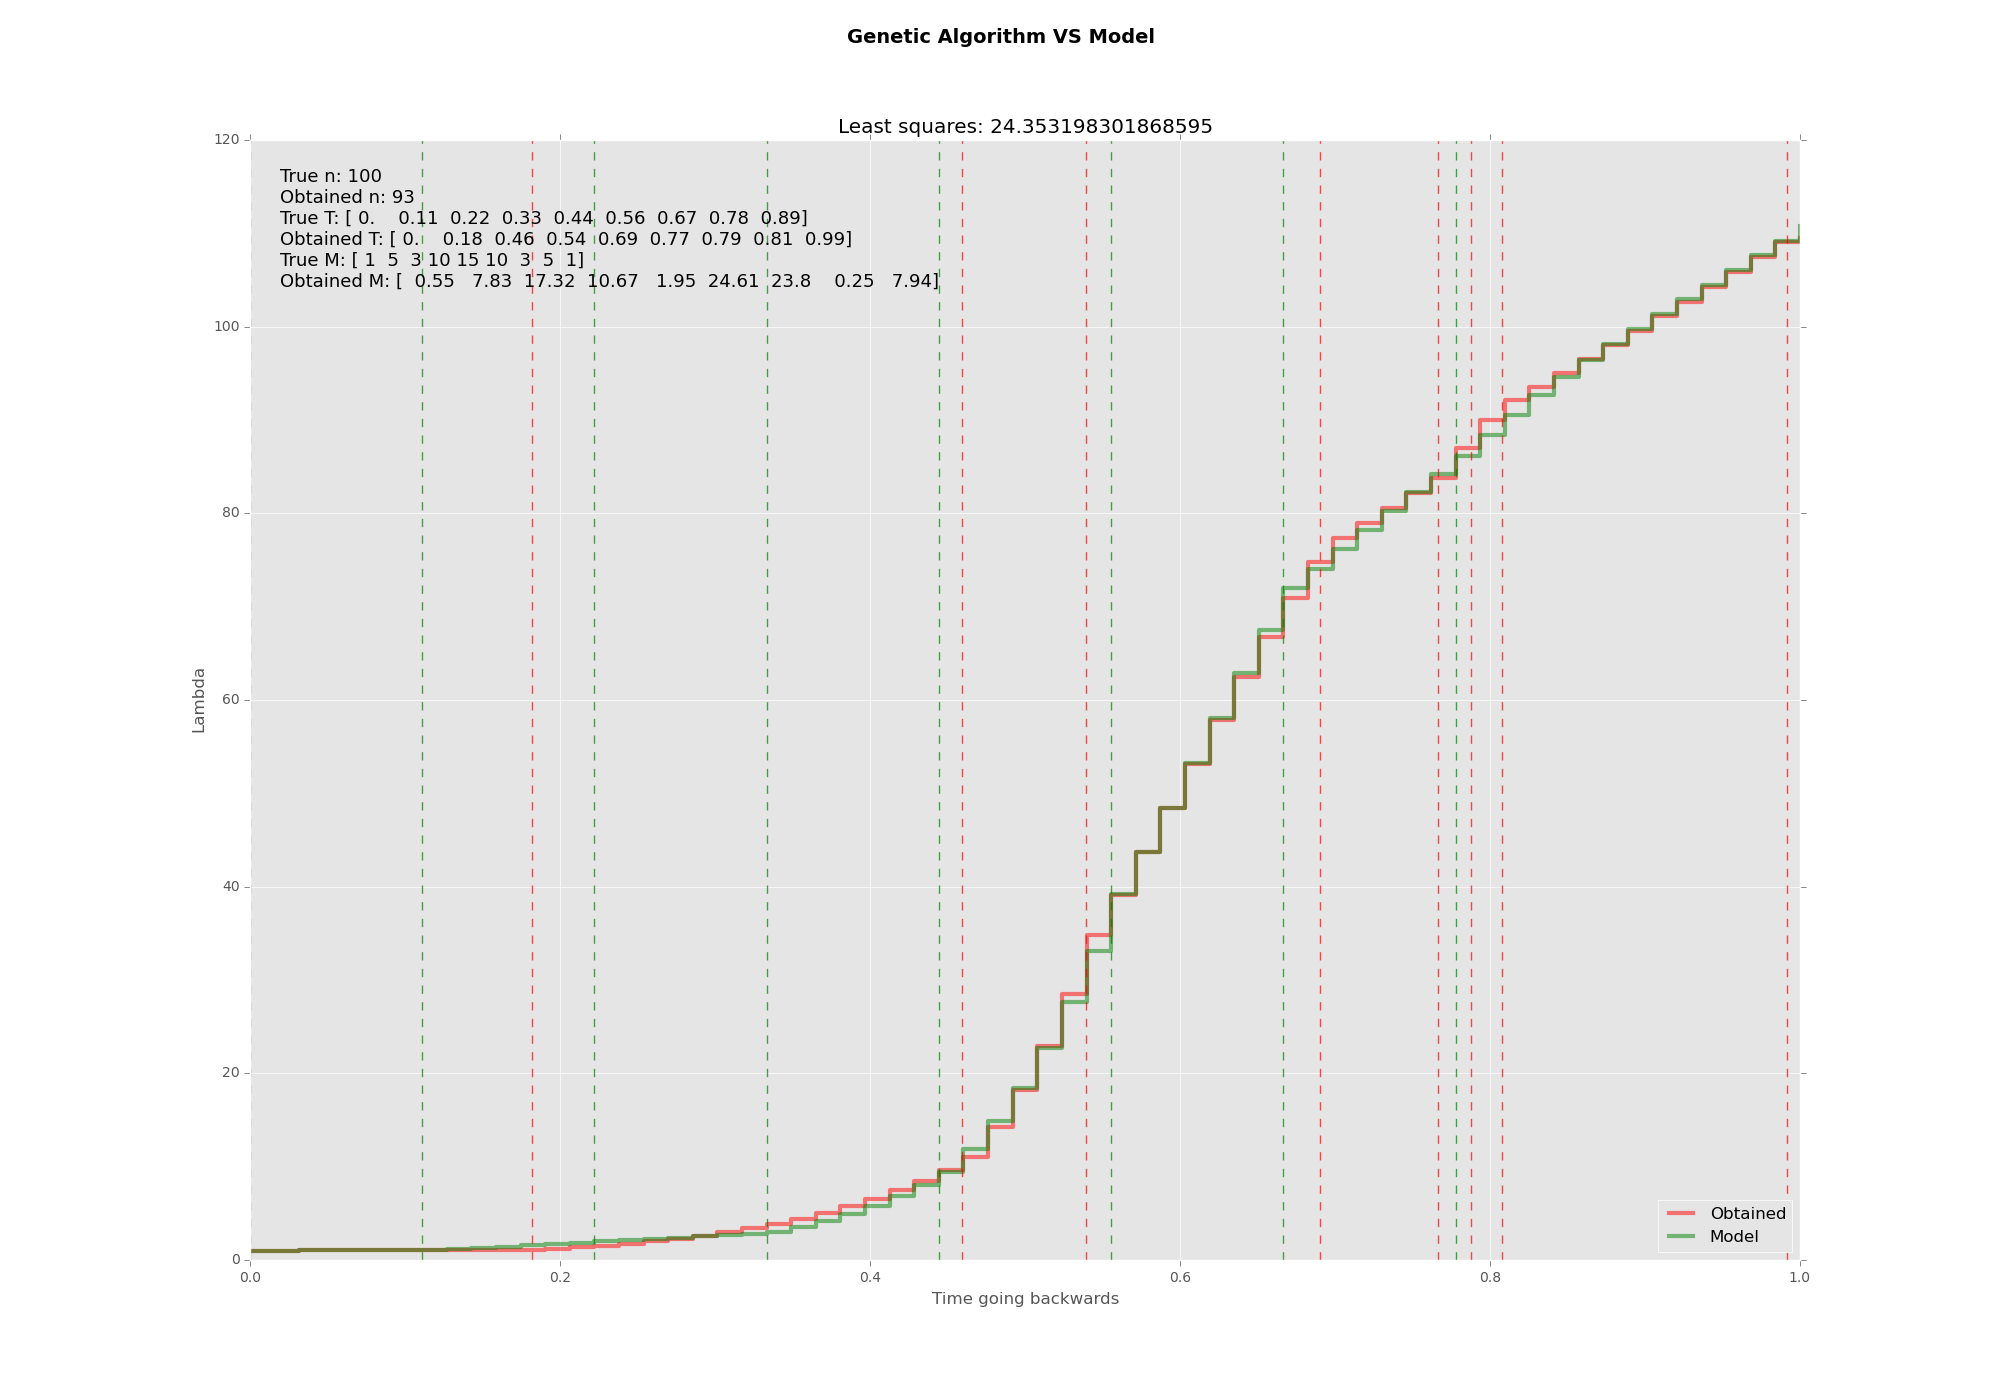 Genetic Algorithm VS Model
Least squares: 24.353198301868595
120
True n: 100
Obtained n: 93
True T: [ 0.    0.11  0.22  0.33  0.44  0.56  0.67  0.78  0.89]
Obtained T: [ 0.    0.18  0.46  0.54  0.69  0.77  0.79  0.81  0.99]
True M: [ 1  5  3 10 15 10  3  5  1]
Obtained M: [  0.55   7.83  17.32  10.67   1.95  24.61  23.8    0.25   7.94]
100
80
60
Lambda
40
20
0
Obtained
Model
0.0 0.2 0.4 0.6 0.8 1.0
Time going backwards